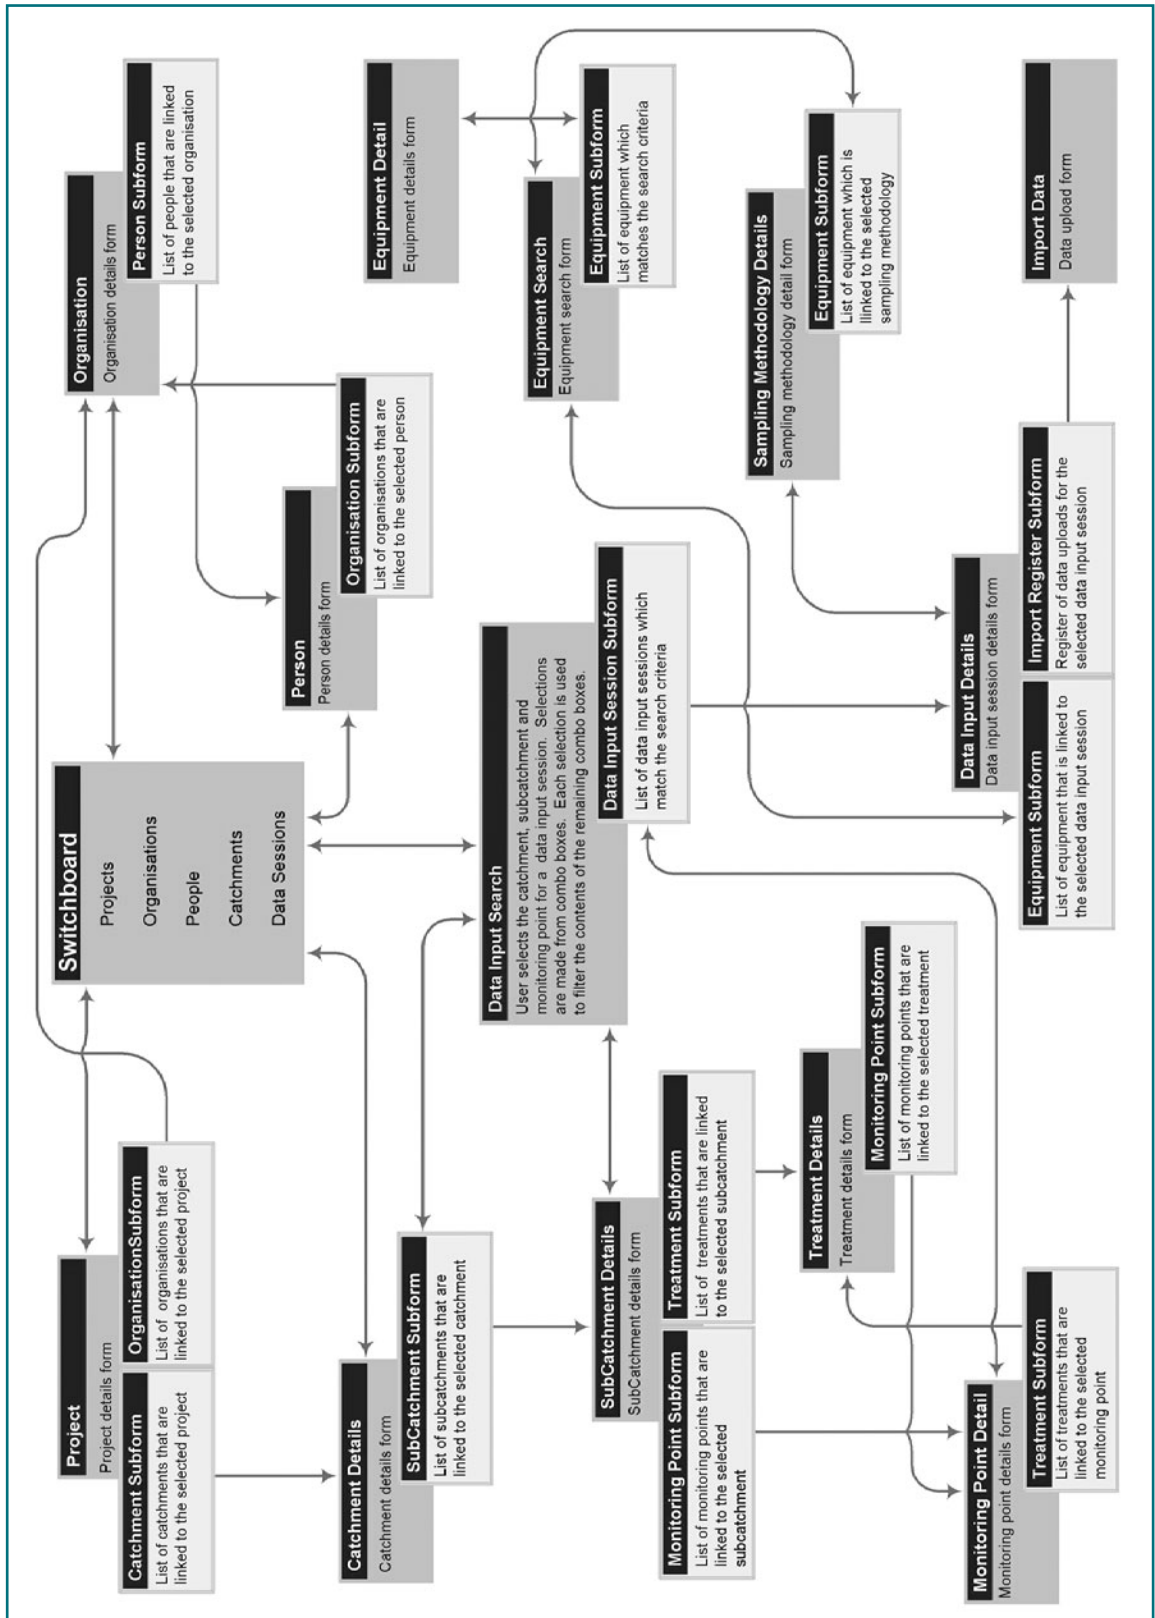 Switchboard
Projects
Organisations
People
Catchments
Data Sessions
Project
Project details form
Catchment Subform
List of catchments that are
linked to the selected project
OrganisationSubform
List of organisations that are
linked to the selected project
Organisation
Organisation details form
Person Subform
List of people that are linked
to the selected organisation
Person
Person details form
Organisation Subform
List of organisations that are
linked to the selected person
Catchment Details
Catchment details form
SubCatchment Subform
List of subcatchments that are
linked to the selected catchment
Data Input Search
User selects the catchment, subcatchment and
monitoring point for a data input session. Selections
are made from combo boxes. Each selection is used
to filter the contents of the remaining combo boxes.
Data Input Session Subform
List of data input sessions which
match the search criteria
Equipment Detail
Equipment details form
Equipment Search
Equipment search form
Equipment Subform
List of equipment which
matches the search criteria
SubCatchment Details
SubCatchment details form
Monitoring Point Subform
List of monitoring points that are
linked to the selected
subcatchment
Treatment Subform
List of treatments that are linked
to the selected subcatchment
Treatment Details
Treatment details form
Monitoring Point Subform
List of monitoring points that are
linked to the selected treatment
Sampling Methodology Details
Sampling methodology detail form
Equipment Subform
List of equipment which is
llinked to the selected
sampling methodology
Monitoring Point Detail
Monitoring point details form
Treatment Subform
List of treatments that are
linked to the selected
monitoring point
Data Input Details
Data input session details form
Equipment Subform
List of equipment that is linked to
the selected data input session
Import Register Subform
Register of data uploads for the
selected data input session
Import Data
Data upload form